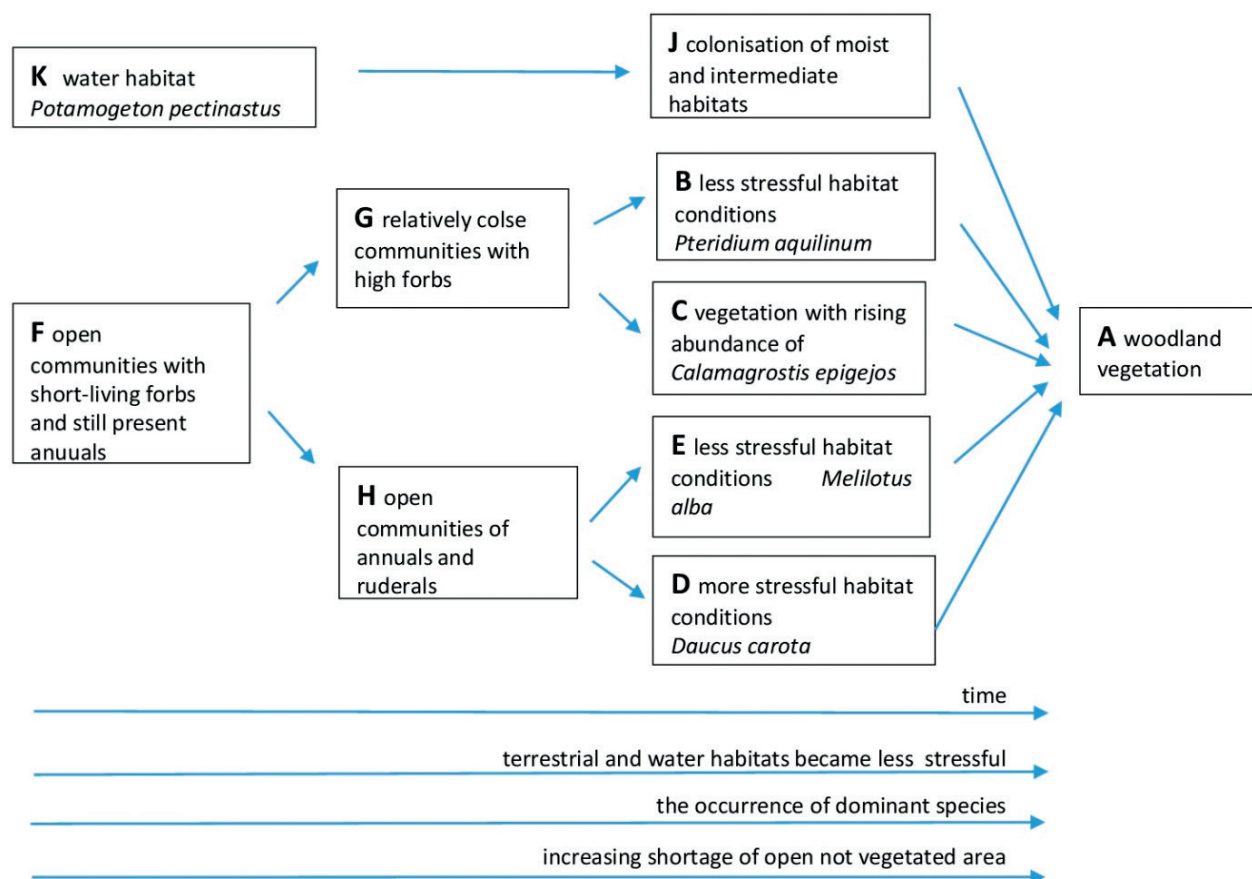 K water habitat
Potamogeton pectinastus
J colonisation of moist
and intermediate
habitats
G relatively colse
communities with
high forbs
B less stressful habitat
conditions
Pteridium aquilinum
F open
communities with
short-living forbs
and still present
anuuals
C vegetation with rising
abundance of
Calamagrostis epigejos
A woodland
vegetation
H open
communities of
annuals and
ruderals
E less stressful habitat
conditions Melilotus
alba
D more stressful habitat
conditions
Daucus carota
time
terrestrial and water habitats became less stressful
the occurrence of dominant species
increasing shortage of open not vegetated area